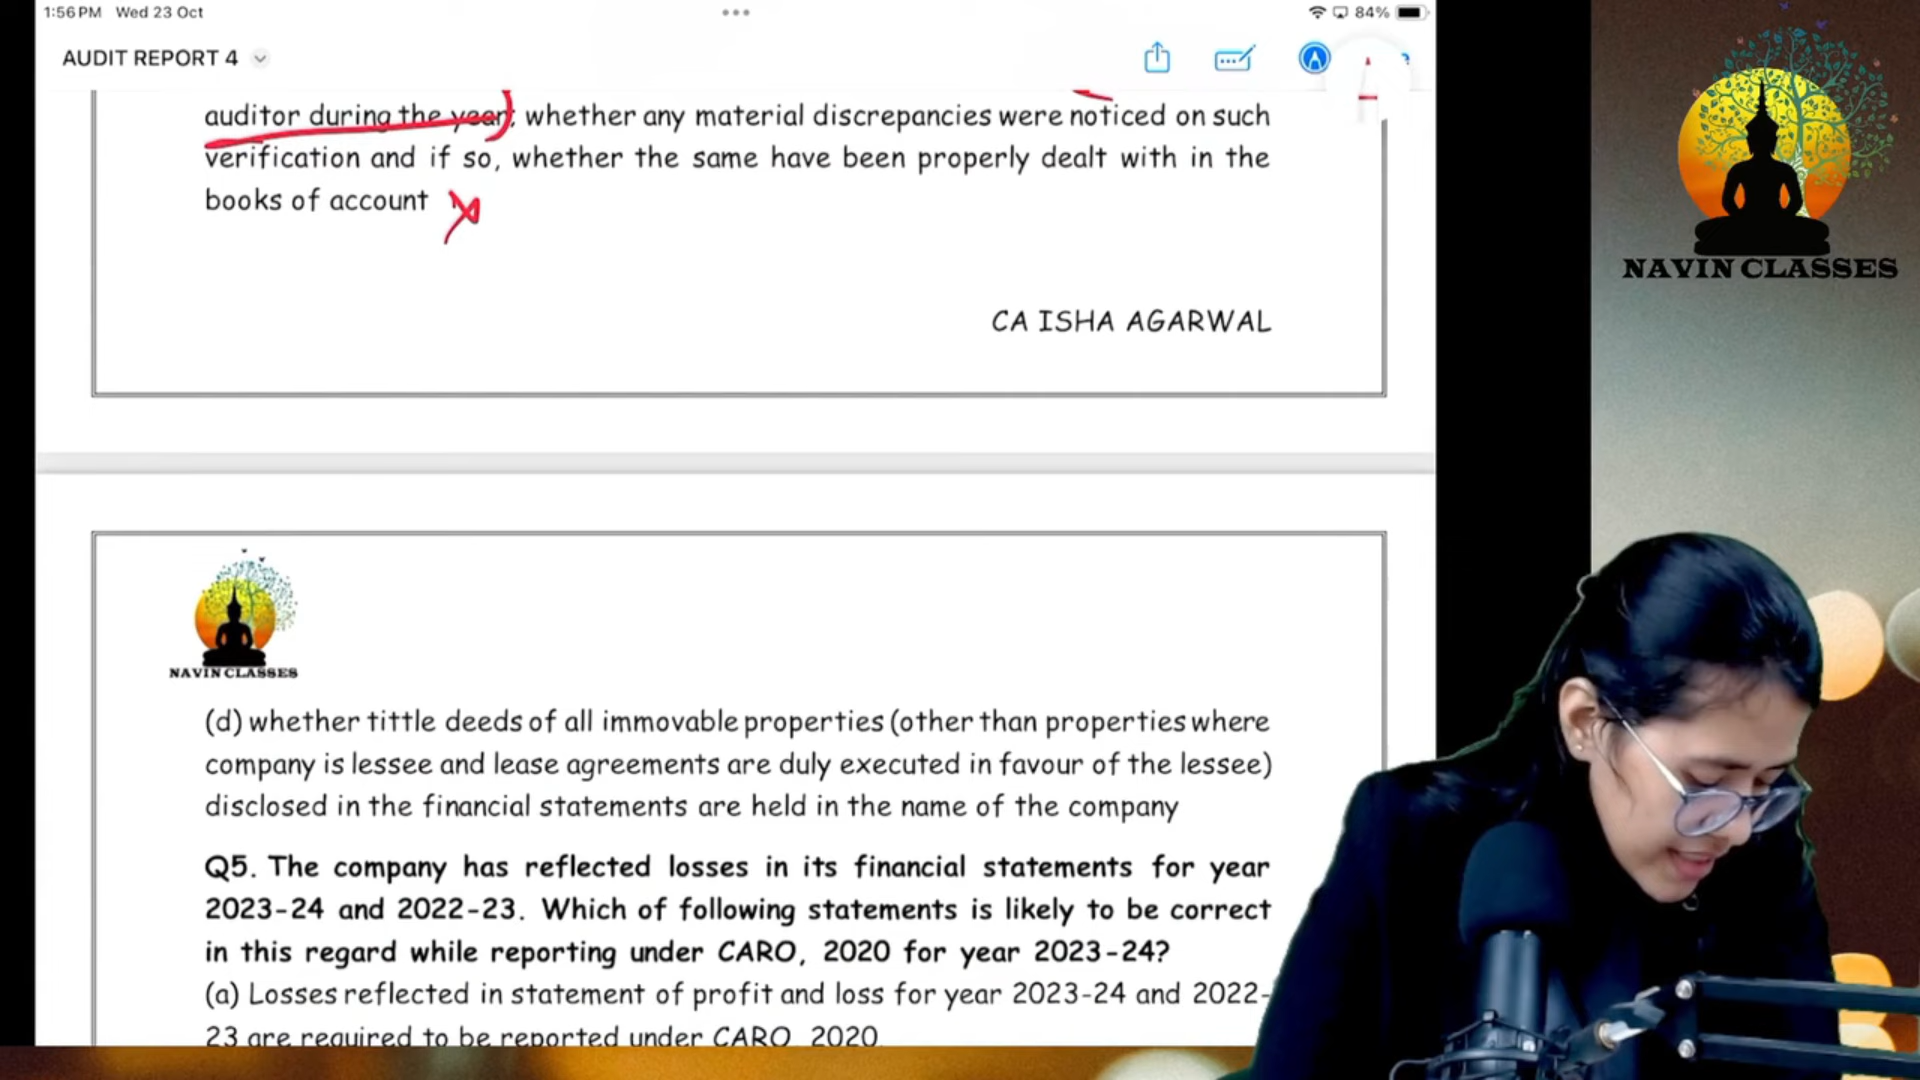 1:56 PM Wed 23 Oct
84%
AUDIT REPORT 4
auditor during the year, whether any material discrepancies were noticed on such
verification and if so, whether the same have been properly dealt with in the
books of account
CA ISHA AGARWAL
NAVIN CLASSES
(d) whether tittle deeds of all immovable properties (other than properties where
company is lessee and lease agreements are duly executed in favour of the lessee)
disclosed in the financial statements are held in the name of the company
Q5. The company has reflected losses in its financial statements for year
2023-24 and 2022-23. Which of following statements is likely to be correct
in this regard while reporting under CARO, 2020 for year 2023-24?
(a) Losses reflected in statement of profit and loss for year 2023-24 and 2022-
23 are required to be reported under CARO 2020
NAVIN CLASSES